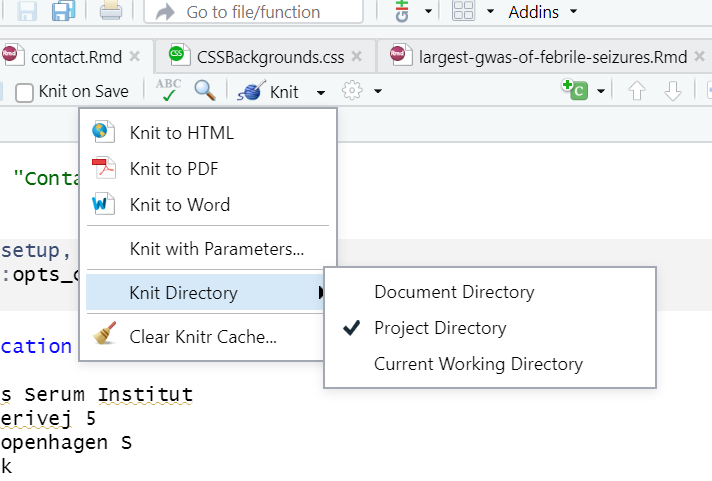 Go to file/function
Addins
contact.Rmd
CSSBackgrounds.css
largest-gwas-of-febrile-seizures.Rmd
Knit on Save
ABC
Knit
C
Knit to HTML
Knit to PDF
Knit to Word
Knit with Parameters...
Knit Directory
Clear Knitr Cache...
Document Directory
Project Directory
Current Working Directory
"Conta
setup,
:opts_c
cation
s Serum Institut
erivej 5
openhagen S
k